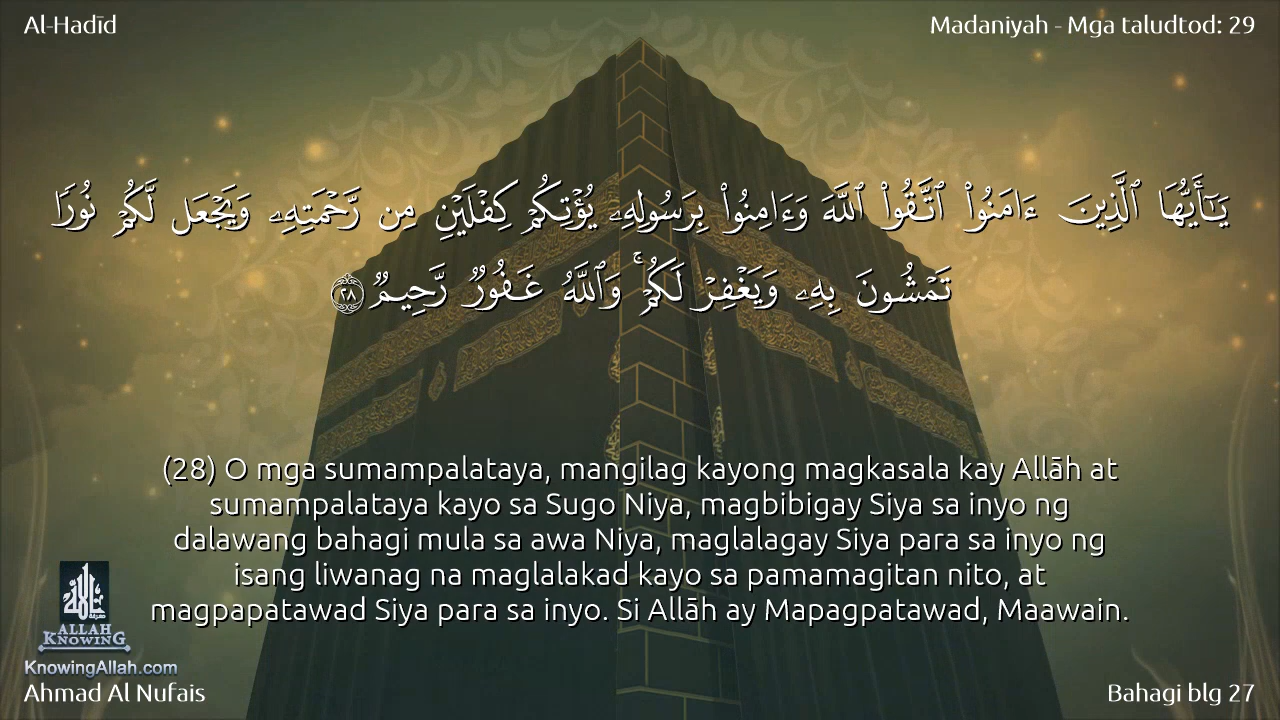 Al-Hadīd
Madaniyah - Mga taludtod: 29
يَـٰٓأَيُّهَا ٱلَّذِينَ ءَامَنُوا۟ ٱتَّقُوا۟ ٱللَّهَ وَءَامِنُوا۟ بِرَسُولِهِۦ يُؤْتِكُمْ كِفْلَيْنِ مِن رَّحْمَتِهِۦ وَيَجْعَل لَّكُمْ نُورًا
تَمْشُونَ بِهِۦ وَيَغْفِرْ لَكُمْ ۚ وَٱللَّهُ غَفُورٌ رَّحِيمٌ ٢٨
(28) O mga sumampalataya, mangilag kayong magkasala kay Allāh at
sumampalataya kayo sa Sugo Niya, magbibigay Siya sa inyo ng
dalawang bahagi mula sa awa Niya, maglalagay Siya para sa inyo ng
isang liwanag na maglalakad kayo sa pamamagitan nito, at
magpapatawad Siya para sa inyo. Si Allāh ay Mapagpatawad, Maawain.
ALLAH
KNOWING
KnowingAllah.com
Ahmad Al Nufais
Bahagi blg 27